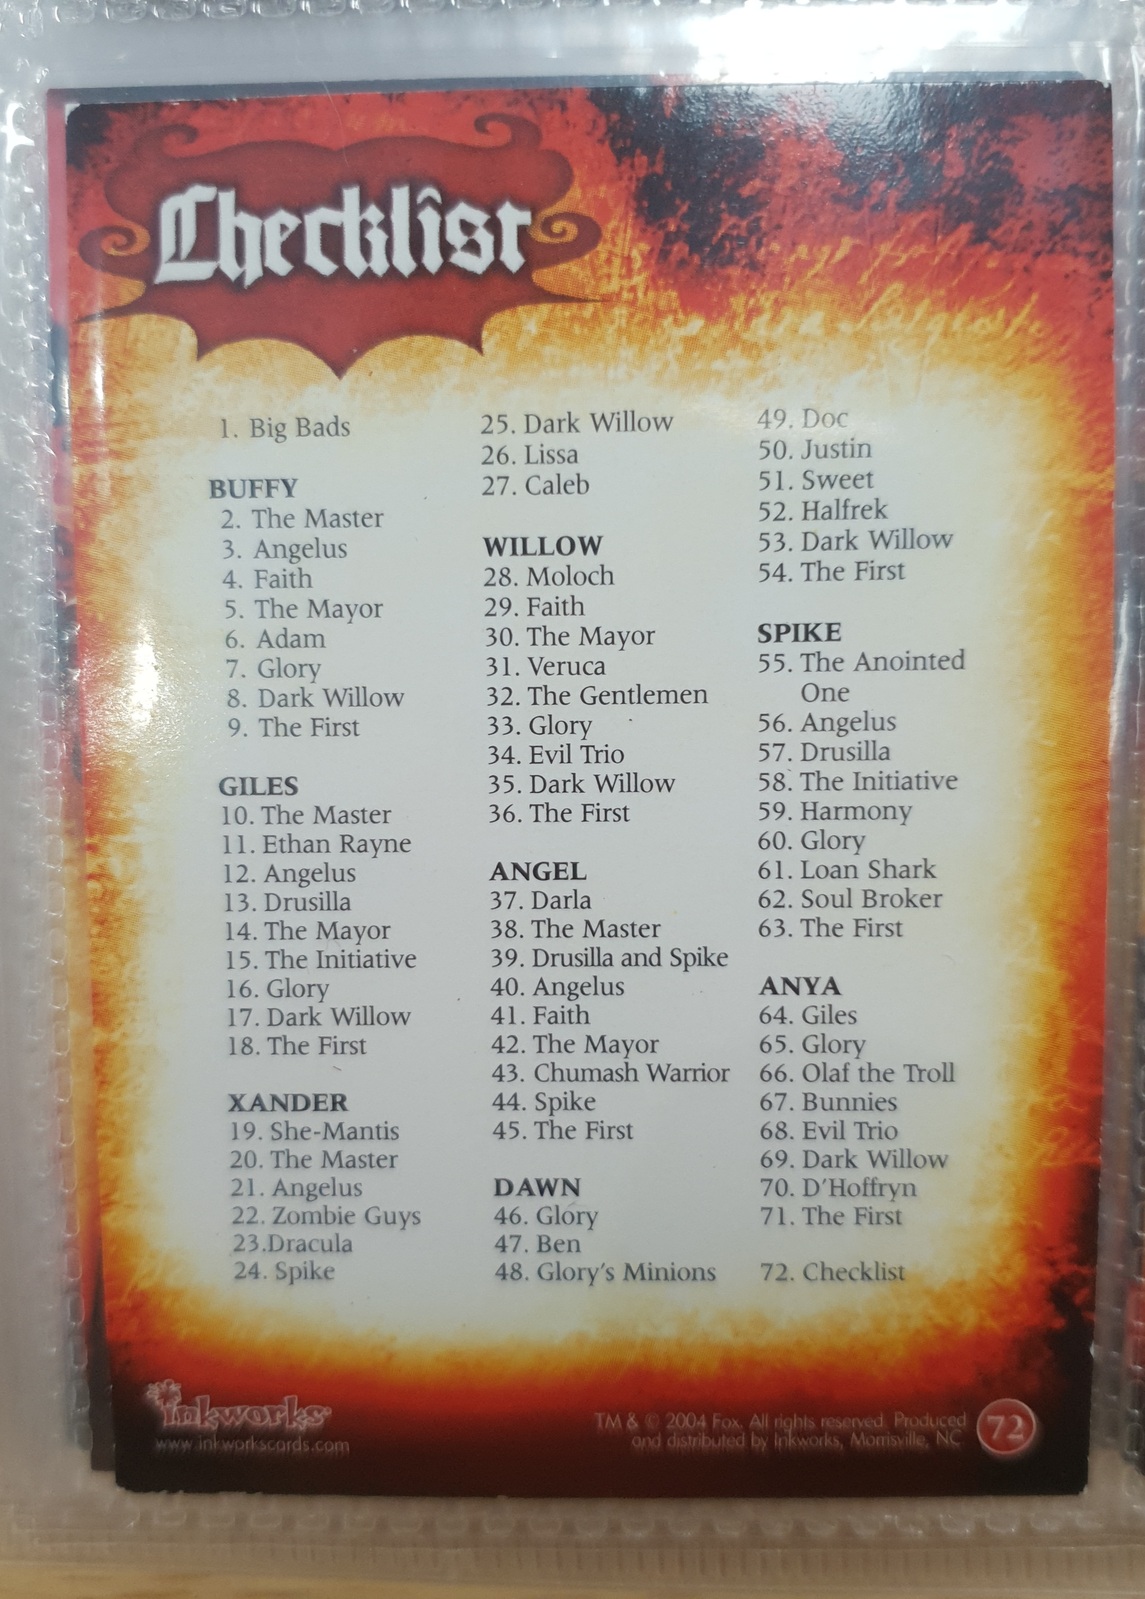 Checklist
1. Big Bads
BUFFY
2. The Master
3. Angelus
4. Faith
5. The Mayor
6. Adam
7. Glory
8. Dark Willow
9. The First
GILES
10. The Master
11. Ethan Rayne
12. Angelus
13. Drusilla
14. The Mayor
15. The Initiative
16. Glory
17. Dark Willow
18. The First
XANDER
19. She-Mantis
20. The Master
21. Angelus
22. Zombie Guys
23.Dracula
24. Spike
25. Dark Willow
26. Lissa
27. Caleb
WILLOW
28. Moloch
29. Faith
30. The Mayor
31. Veruca
32. The Gentlemen
33. Glory
34. Evil Trio
35. Dark Willow
36. The First
ANGEL
37. Darla
38. The Master
39. Drusilla and Spike
40. Angelus
41. Faith
42. The Mayor
43. Chumash Warrior
44. Spike
45. The First
DAWN
46. Glory
47. Ben
48. Glory's Minions
49. Doc
50. Justin
51. Sweet
52. Halfrek
53. Dark Willow
54. The First
SPIKE
55. The Anointed
One
56. Angelus
57. Drusilla
58. The Initiative
59. Harmony
60. Glory
61. Loan Shark
62. Soul Broker
63. The First
ANYA
64. Giles
65. Glory
66. Olaf the Troll
67. Bunnies
68. Evil Trio
69. Dark Willow
70. D'Hoffryn
71. The First
72. Checklist
inkworks
www.inkworkscards.com
TM & © 2004 Fox. All rights reserved. Produced
and distributed by Inkworks, Morrisville, NC
72